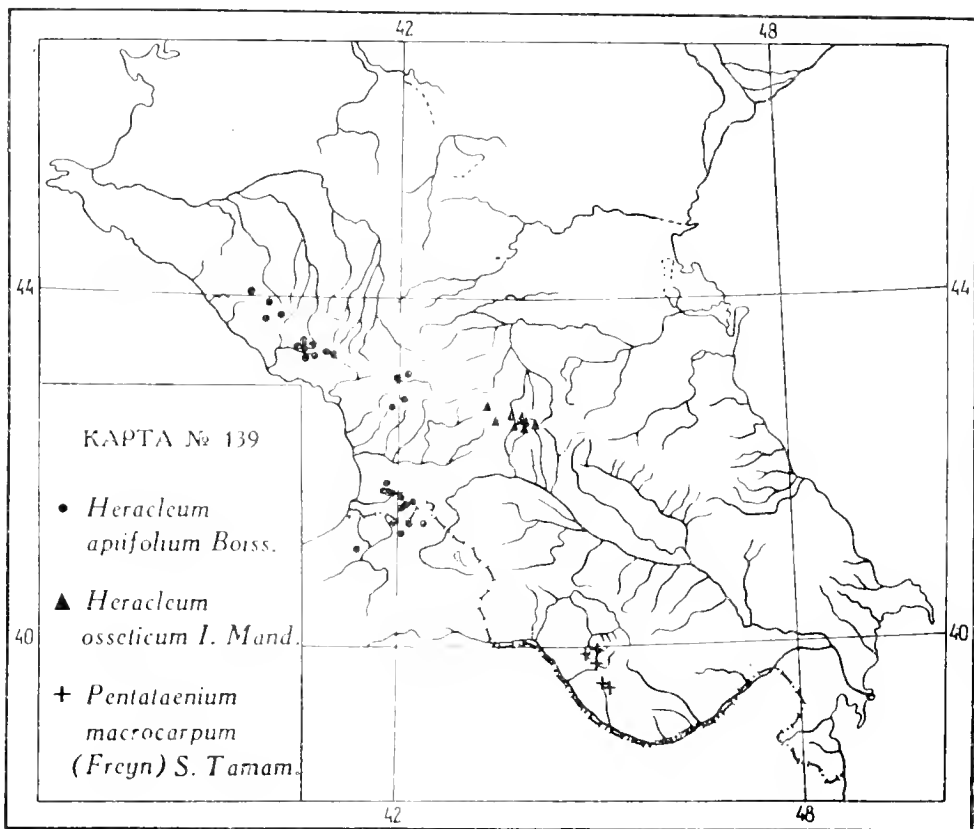 42 48
44 44
КАРТА № 139
Heracleum
apiifolium Boiss.
Heracleum
osseticum I. Mand.
40 40
Pentataenium
macrocarpum
(Freyn) S. Tamam.
42 48